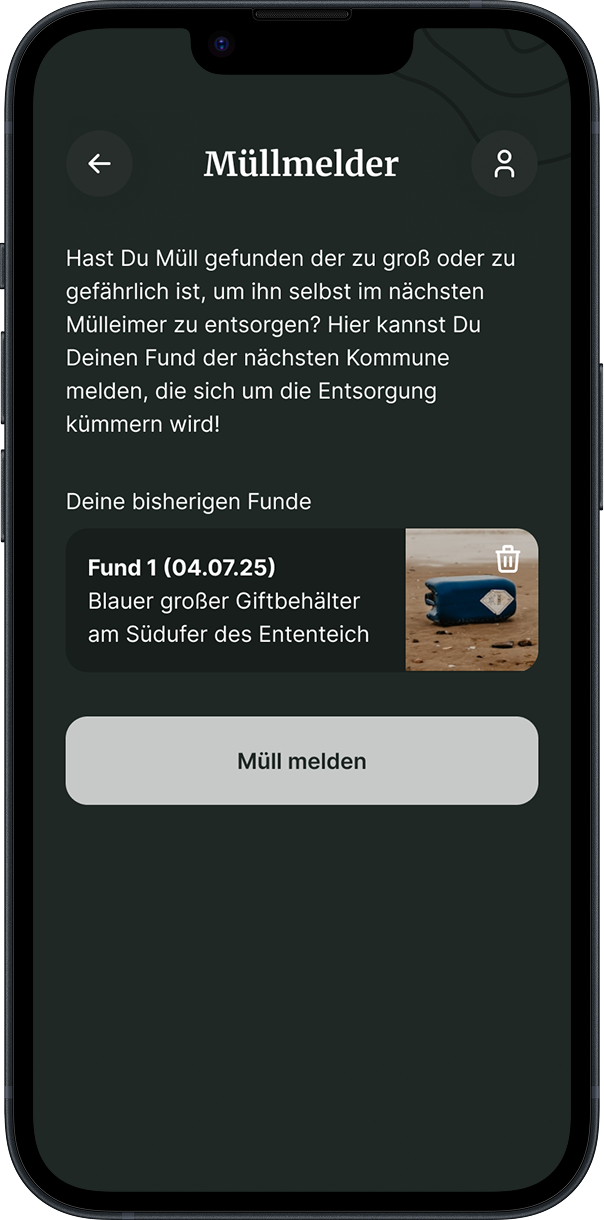 Müllmelder
Hast Du Müll gefunden der zu groß oder zu
gefährlich ist, um ihn selbst im nächsten
Mülleimer zu entsorgen? Hier kannst Du
Deinen Fund der nächsten Kommune
melden, die sich um die Entsorgung
kümmern wird!
Deine bisherigen Funde
Fund 1 (04.07.25)
Blauer großer Giftbehälter
am Südufer des Ententeich
Müll melden